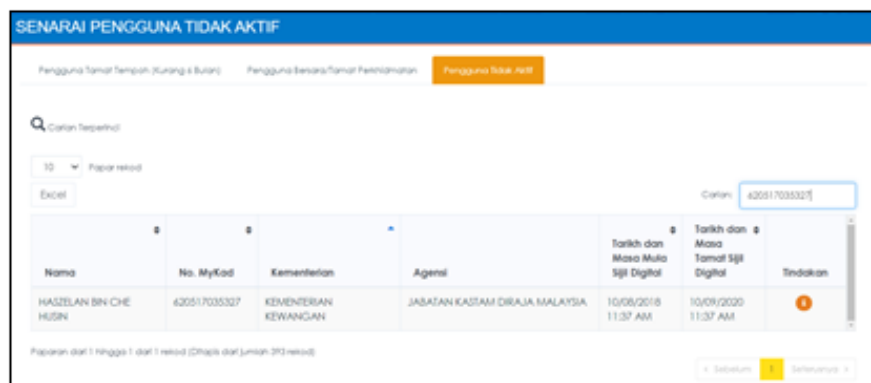 SENARAI PENGGUNA TIDAK AKTIF
Pengguna Tamat Tempoh (Kurang 6 Bulan) Pengguna Bersara/Tamat Perkhidmatan Pengguna Tidak Aktif
Carian Terperinci
10 Papar rekod
Excel Carian: 620517035327
Nama No. MyKad Kementerian Agensi Tarikh dan Masa Mula Sijil Digital Tarikh dan Masa Tamat Sijil Digital Tindakan
HASZELAN BIN CHE HUSIN 620517035327 KEMENTERIAN KEWANGAN JABATAN KASTAM DIRAJA MALAYSIA 10/08/2018 11:37 AM 10/09/2020 11:37 AM
Paparan dari 1 hingga 1 dari 1 rekod (Ditapis dari jumlah 393 rekod)
< Sebelum 1 Seterusnya >